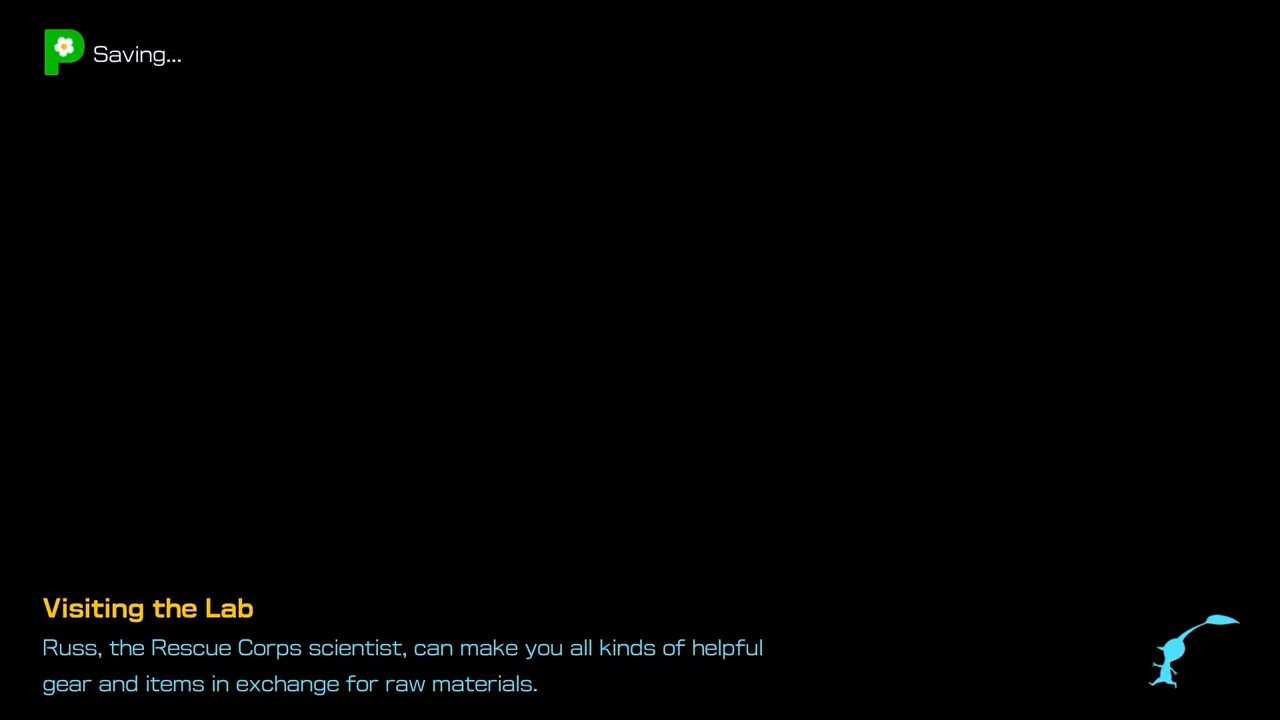 P Saving...
Visiting the Lab
Russ, the Rescue Corps scientist, can make you all kinds of helpful
gear and items in exchange for raw materials.